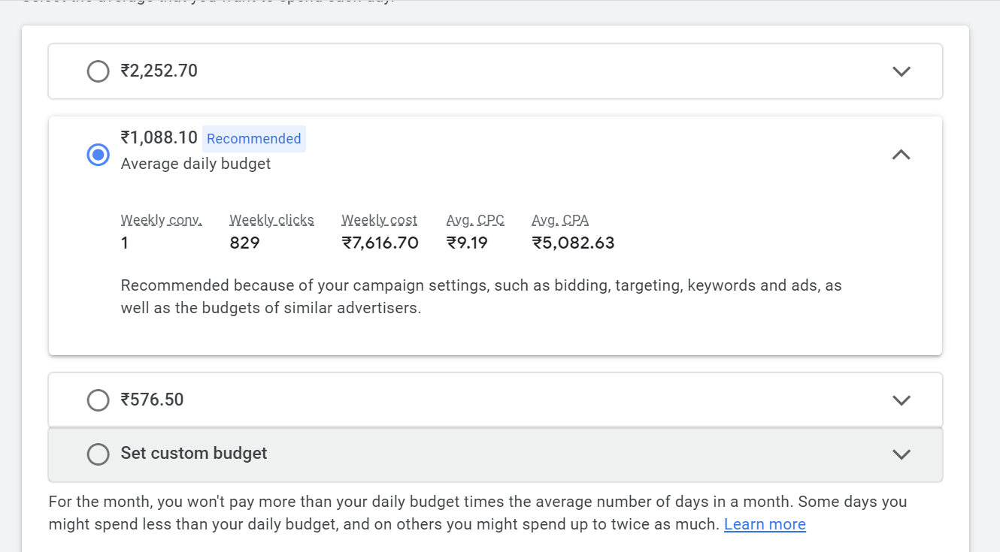 ₹2,252.70
₹1,088.10 Recommended
Average daily budget
Weekly conv. Weekly clicks Weekly cost Avg. CPC Avg. CPA
1 829 ₹7,616.70 ₹9.19 ₹5,082.63
Recommended because of your campaign settings, such as bidding, targeting, keywords and ads, as
well as the budgets of similar advertisers.
₹576.50
Set custom budget
For the month, you won't pay more than your daily budget times the average number of days in a month. Some days you
might spend less than your daily budget, and on others you might spend up to twice as much. Learn more